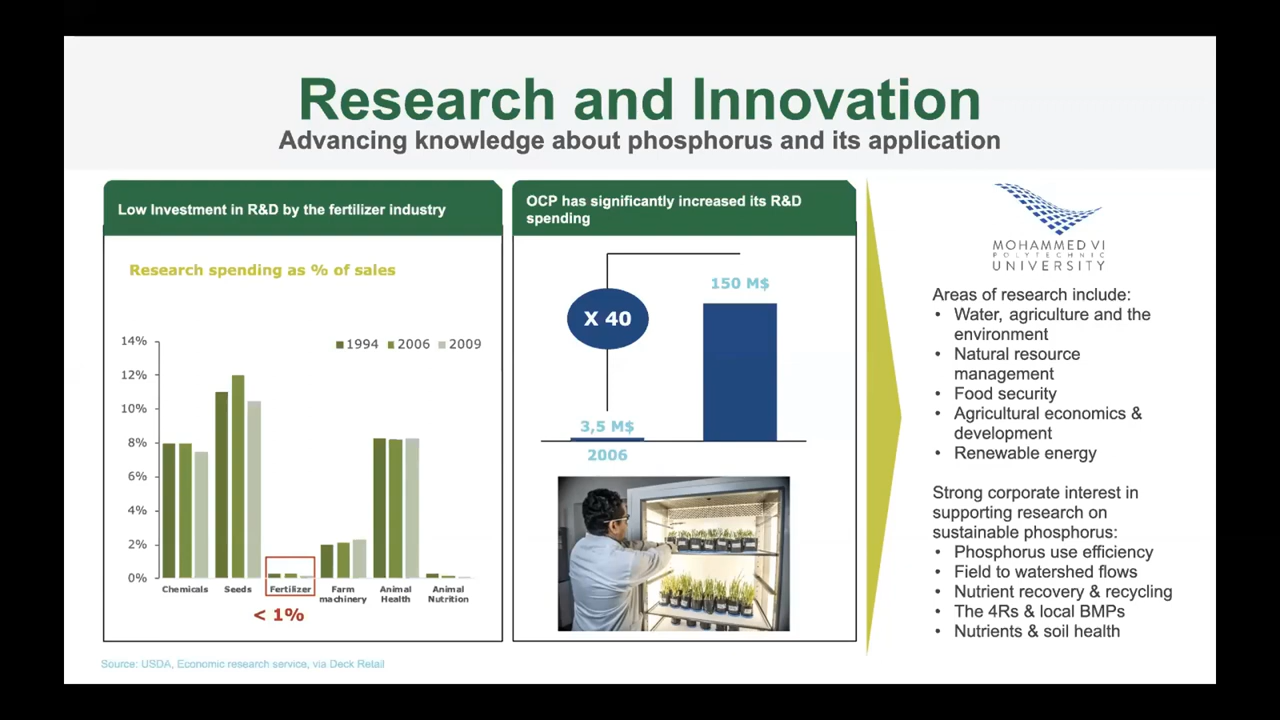 Research and Innovation
Advancing knowledge about phosphorus and its application
Low Investment in R&D by the fertilizer industry
Research spending as % of sales
14%
12%
10%
8%
6%
4%
2%
0%
1994 2006 2009
Chemicals
Seeds
Fertilizer
Farm
machinery
Animal
Health
Animal
Nutrition
< 1%
Source: USDA, Economic research service, via Deck Retail
OCP has significantly increased its R&D
spending
X 40
150 M$
3,5 M$
2006
MOHAMMED VI
POLYTECHNIC
UNIVERSITY
Areas of research include:
• Water, agriculture and the
environment
• Natural resource
management
• Food security
• Agricultural economics &
development
• Renewable energy
Strong corporate interest in
supporting research on
sustainable phosphorus:
• Phosphorus use efficiency
• Field to watershed flows
• Nutrient recovery & recycling
• The 4Rs & local BMPs
• Nutrients & soil health